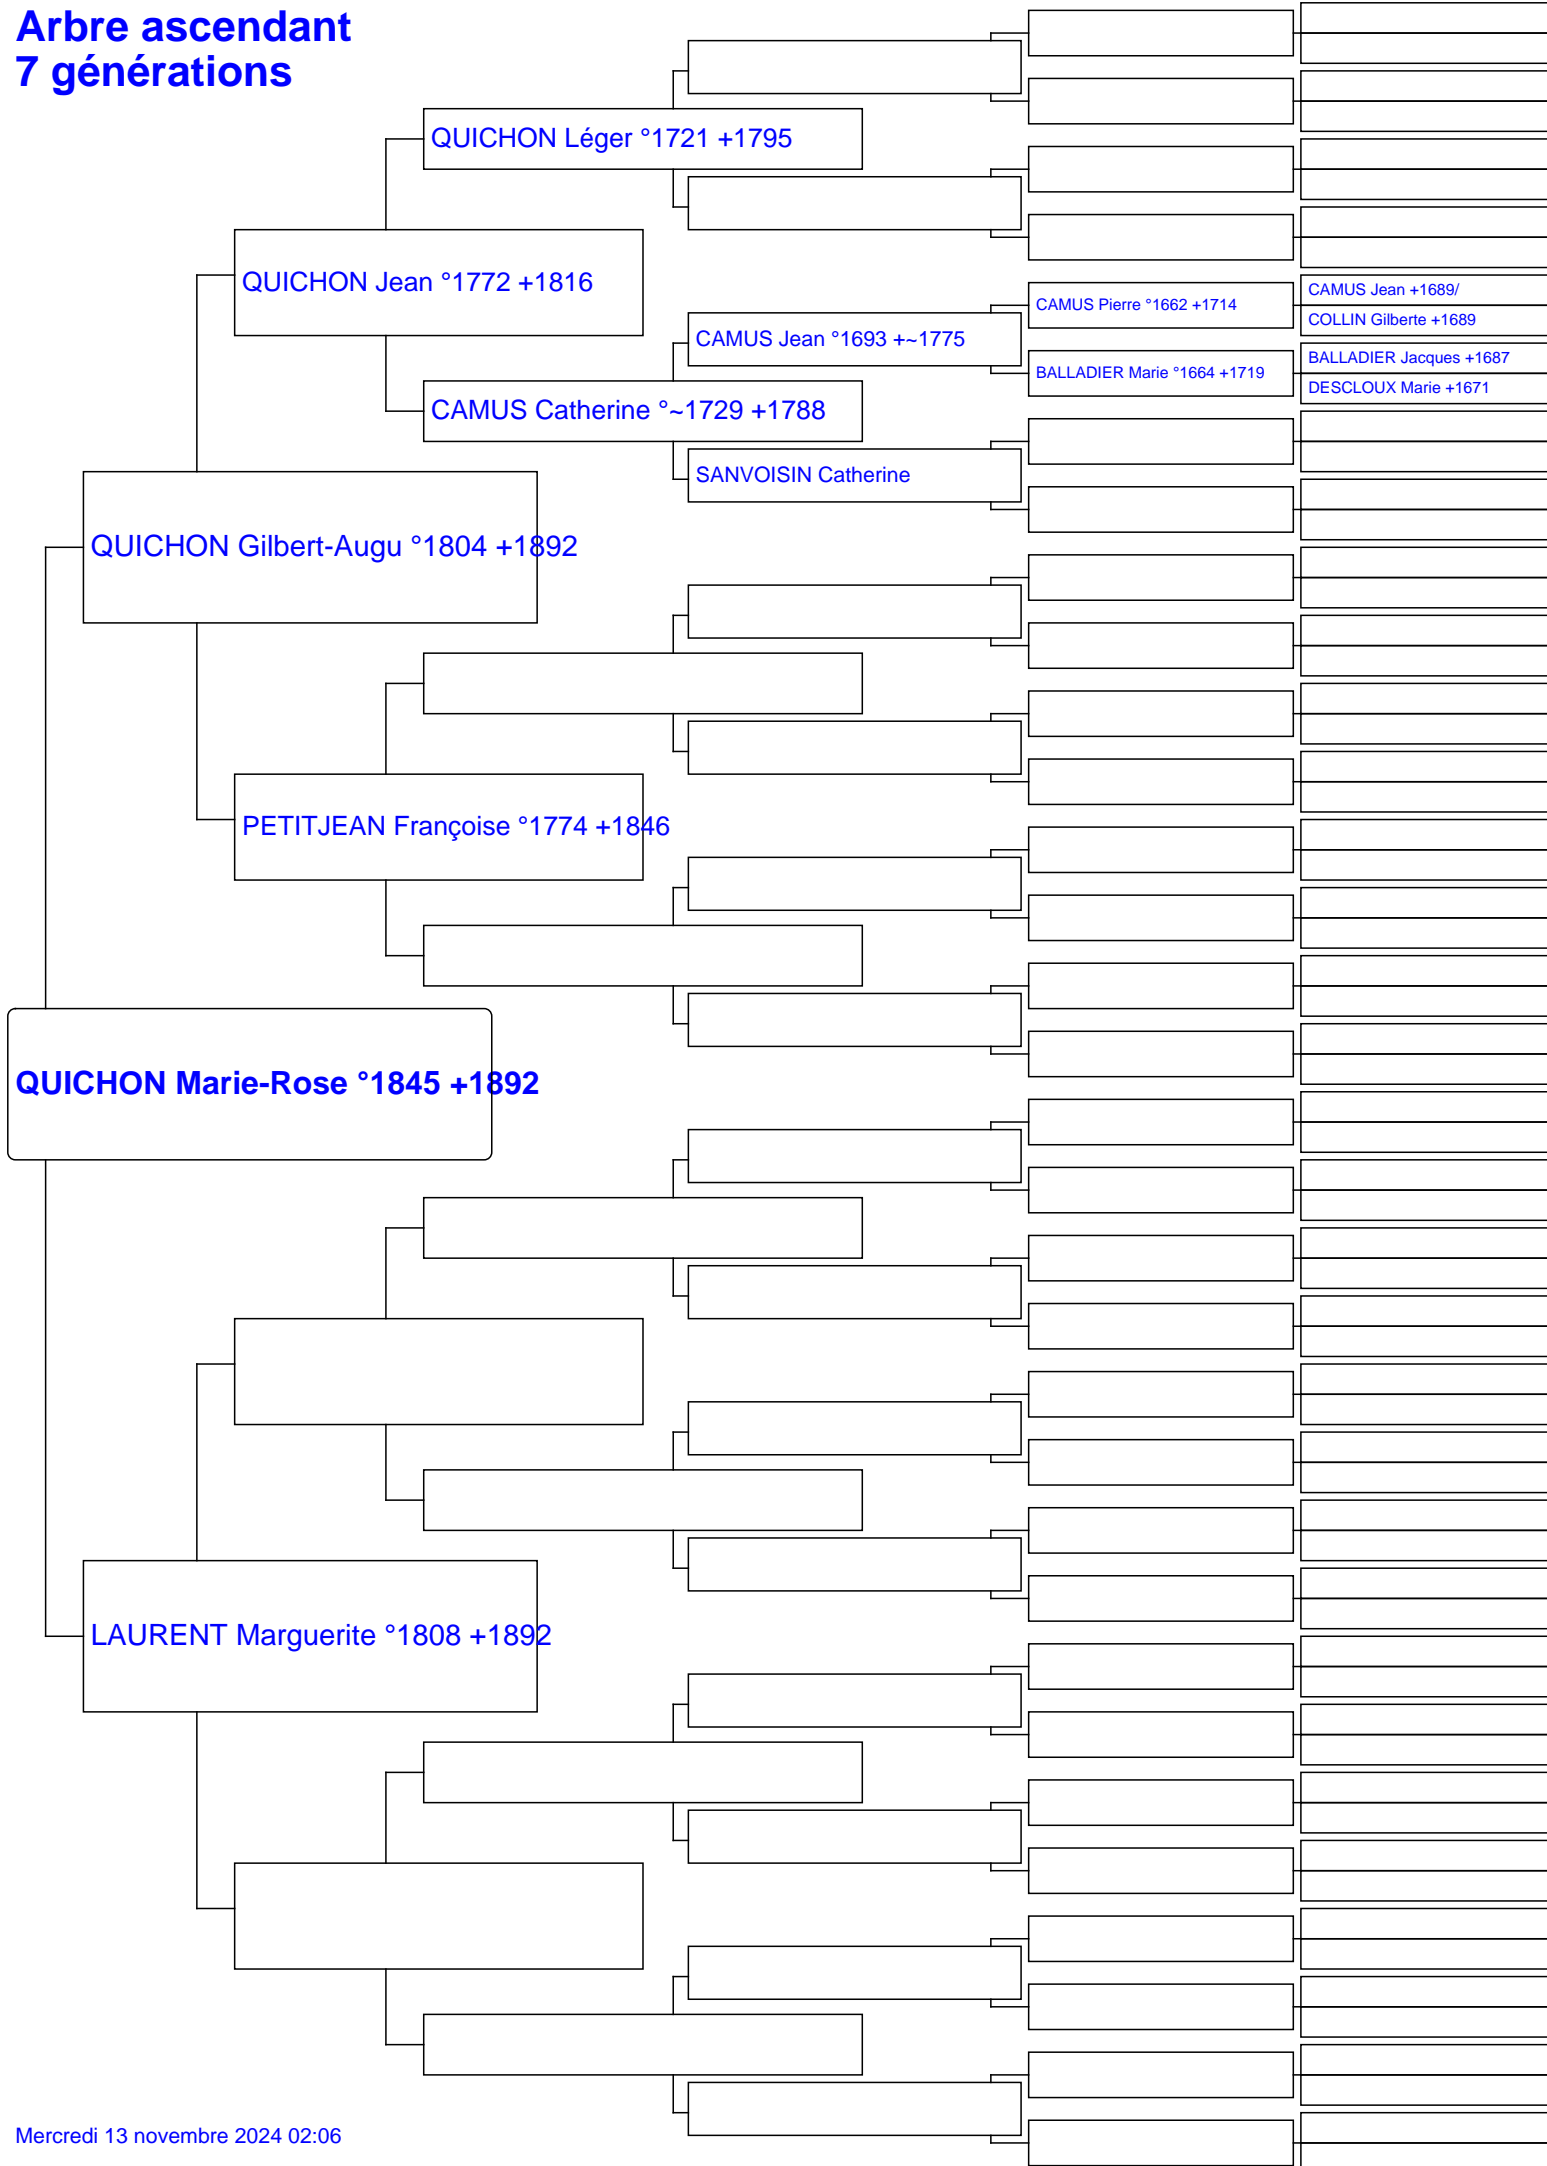 Arbre ascendant
7 générations
QUICHON Léger °1721 +1795
QUICHON Jean °1772 +1816
CAMUS Jean +1689/
CAMUS Pierre °1662 +1714
COLLIN Gilberte +1689
CAMUS Jean °1693 +~1775
BALLADIER Jacques +1687
BALLADIER Marie °1664 +1719
DESCLOUX Marie +1671
CAMUS Catherine °~1729 +1788
SANVOISIN Catherine
QUICHON Gilbert-Augu °1804 +1892
PETITJEAN Françoise °1774 +1846
QUICHON Marie-Rose °1845 +1892
LAURENT Marguerite °1808 +1892
Mercredi 13 novembre 2024 02:06